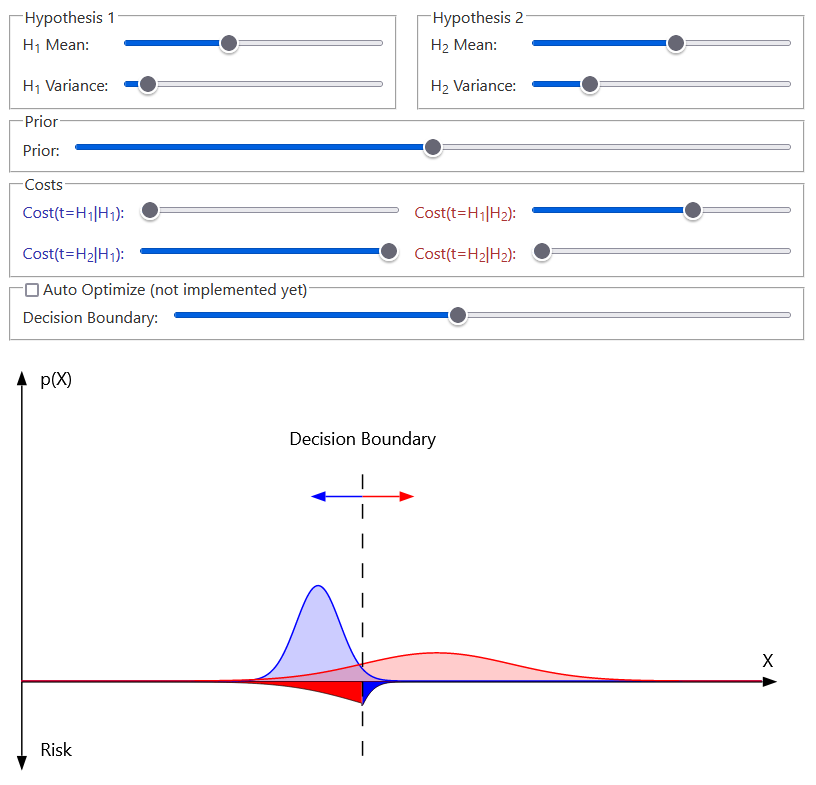 Hypothesis 1
H₁ Mean:
H₁ Variance:
Hypothesis 2
H₂ Mean:
H₂ Variance:
Prior
Prior:
Costs
Cost(t=H₁|H₁):
Cost(t=H₁|H₂):
Cost(t=H₂|H₁):
Cost(t=H₂|H₂):
Auto Optimize (not implemented yet)
Decision Boundary:
p(X)
Decision Boundary
X
Risk